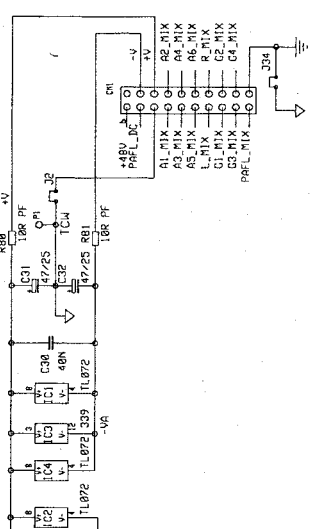 -V
+V
A2_MIX
A4_MIX
A6_MIX
R_MIX
G2_MIX
G4_MIX
J34
CN1
+48V
PAFL_DC
A1_MIX
A3_MIX
A5_MIX
L_MIX
G1_MIX
G3_MIX
PAFL_MIX
+V
R80
10R PF
J2
P1
TCW
R81
10R PF
C31
47/25
C32
47/25
C30
40N
8
V+
IC1
V-
4
TL072
3
V+
IC3
V-
12
339
-VA
8
V+
IC4
V-
4
TL072
8
V+
IC2
V-
4
TL072